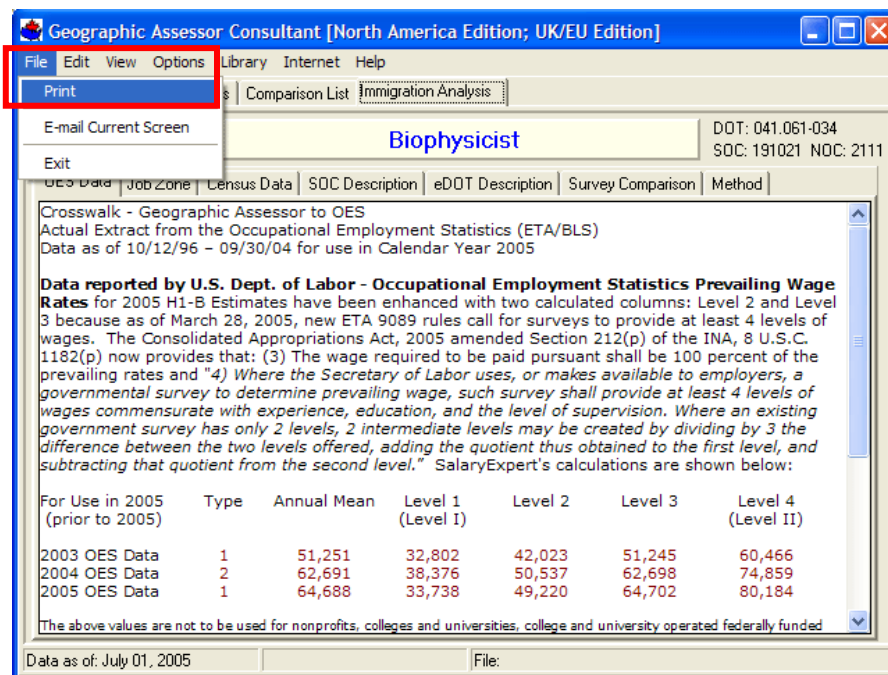 Geographic Assessor Consultant [North America Edition; UK/EU Edition]
File Edit View Options Library Internet Help
Print
E-mail Current Screen
Exit
s Comparison List Immigration Analysis
Biophysicist
DOT: 041.061-034
SOC: 191021 NOC: 2111
OES Data Job Zone Census Data SOC Description eDOT Description Survey Comparison Method
Crosswalk - Geographic Assessor to OES
Actual Extract from the Occupational Employment Statistics (ETA/BLS)
Data as of 10/12/96 – 09/30/04 for use in Calendar Year 2005
Data reported by U.S. Dept. of Labor - Occupational Employment Statistics Prevailing Wage
Rates for 2005 H1-B Estimates have been enhanced with two calculated columns: Level 2 and Level
3 because as of March 28, 2005, new ETA 9089 rules call for surveys to provide at least 4 levels of
wages. The Consolidated Appropriations Act, 2005 amended Section 212(p) of the INA, 8 U.S.C.
1182(p) now provides that: (3) The wage required to be paid pursuant shall be 100 percent of the
prevailing rates and "4) Where the Secretary of Labor uses, or makes available to employers, a
governmental survey to determine prevailing wage, such survey shall provide at least 4 levels of
wages commensurate with experience, education, and the level of supervision. Where an existing
government survey has only 2 levels, 2 intermediate levels may be created by dividing by 3 the
difference between the two levels offered, adding the quotient thus obtained to the first level, and
subtracting that quotient from the second level." SalaryExpert's calculations are shown below:
For Use in 2005 Type Annual Mean Level 1 Level 2 Level 3 Level 4
(prior to 2005) (Level I) (Level II)
2003 OES Data 1 51,251 32,802 42,023 51,245 60,466
2004 OES Data 2 62,691 38,376 50,537 62,698 74,859
2005 OES Data 1 64,688 33,738 49,220 64,702 80,184
The above values are not to be used for nonprofits, colleges and universities, college and university operated federally funded
Data as of: July 01, 2005 File: